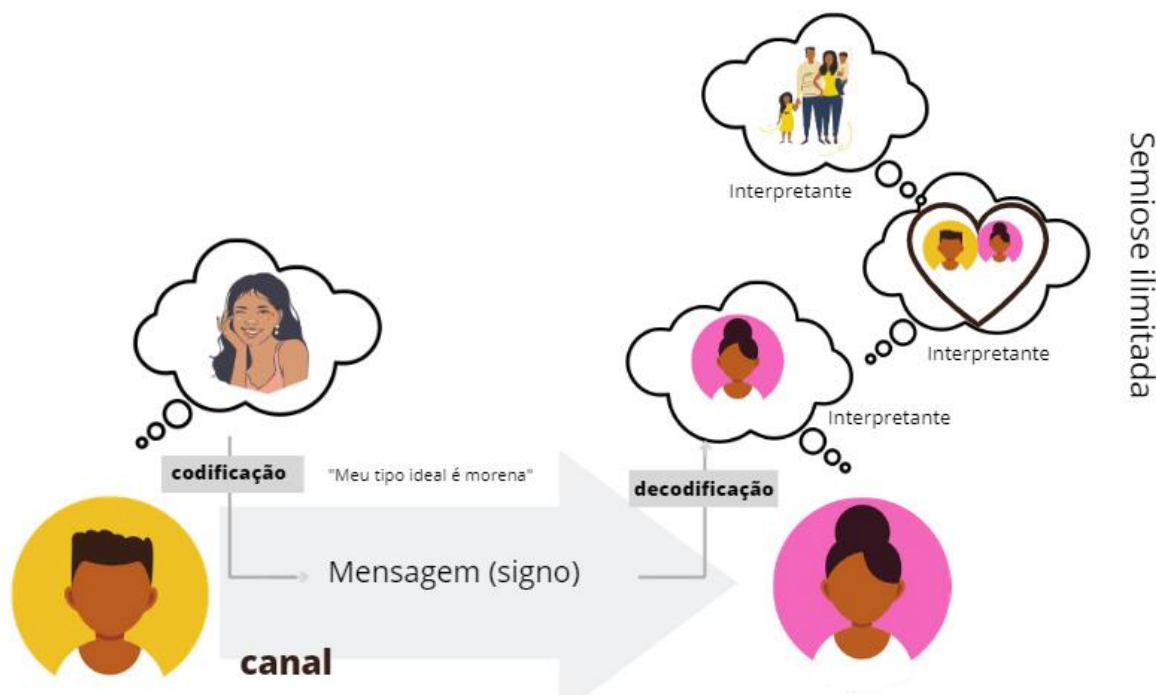 Interpretante
Semiose ilimitada
Interpretante
Interpretante
codificação
"Meu tipo ideal é morena"
decodificação
Mensagem (signo)
canal